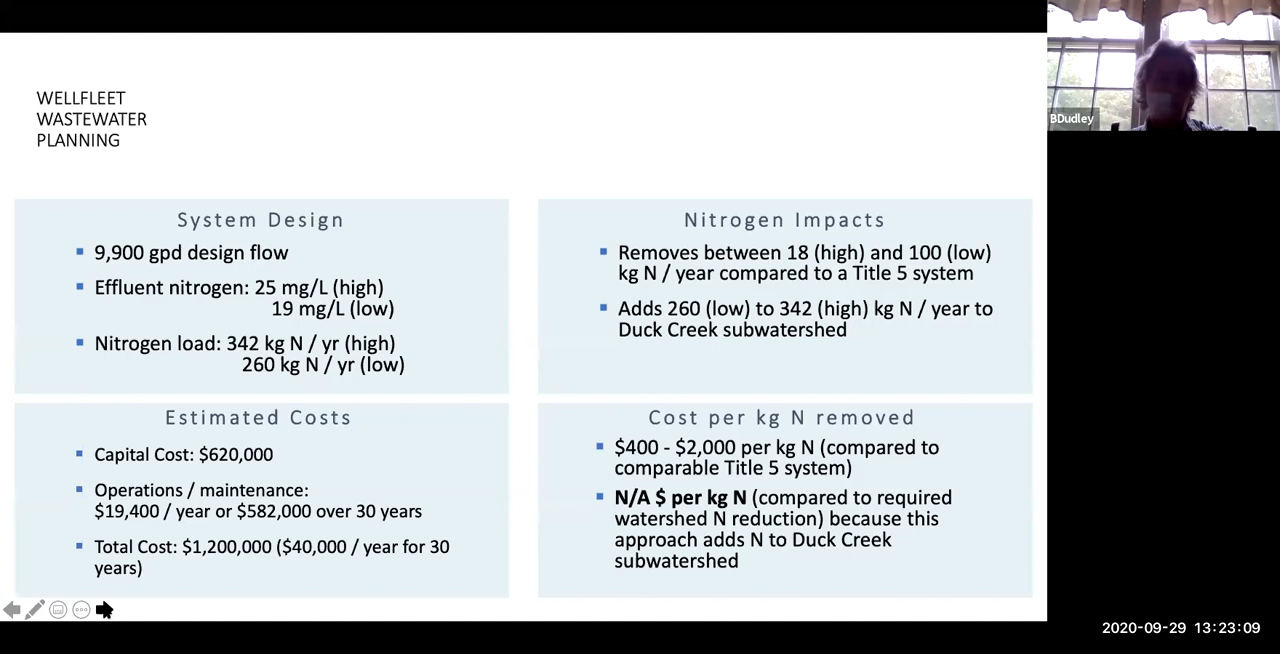 WELLFLEET
WASTEWATER
PLANNING
BDudley
System Design
▪ 9,900 gpd design flow
▪ Effluent nitrogen: 25 mg/L (high)
19 mg/L (low)
▪ Nitrogen load: 342 kg N / yr (high)
260 kg N / yr (low)
Nitrogen Impacts
▪ Removes between 18 (high) and 100 (low)
kg N / year compared to a Title 5 system
▪ Adds 260 (low) to 342 (high) kg N / year to
Duck Creek subwatershed
Estimated Costs
▪ Capital Cost: $620,000
▪ Operations / maintenance:
$19,400 / year or $582,000 over 30 years
▪ Total Cost: $1,200,000 ($40,000 / year for 30
years)
Cost per kg N removed
▪ $400 - $2,000 per kg N (compared to
comparable Title 5 system)
▪ N/A $ per kg N (compared to required
watershed N reduction) because this
approach adds N to Duck Creek
subwatershed
2020-09-29 13:23:09